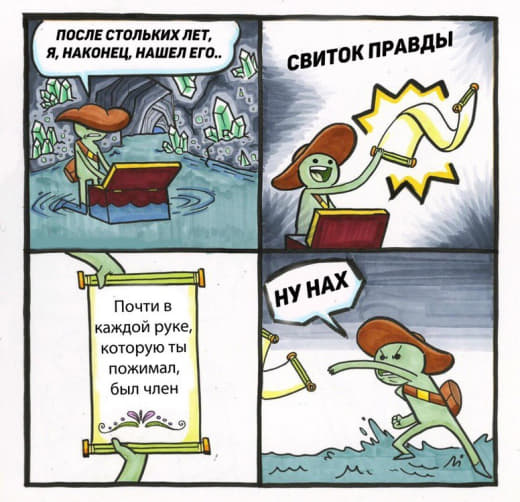 ПОСЛЕ СТОЛЬКИХ ЛЕТ,
Я, НАКОНЕЦ, НАШЕЛ ЕГО..
СВИТОК ПРАВДЫ
Почти в
каждой руке,
которую ты
пожимал,
был член
НУ НАХ